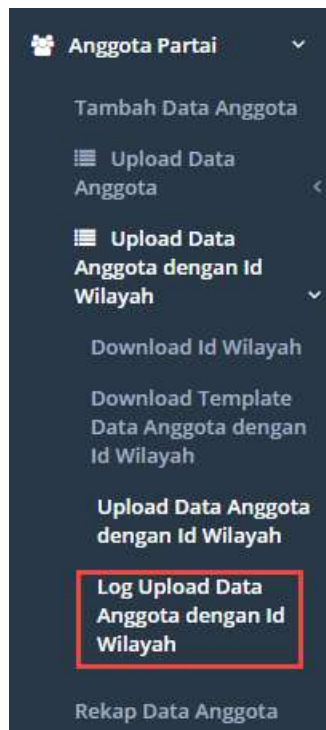 Anggota Partai
Tambah Data Anggota
Upload Data
Anggota
Upload Data
Anggota dengan Id
Wilayah
Download Id Wilayah
Download Template
Data Anggota dengan
Id Wilayah
Upload Data Anggota
dengan Id Wilayah
Log Upload Data
Anggota dengan Id
Wilayah
Rekap Data Anggota